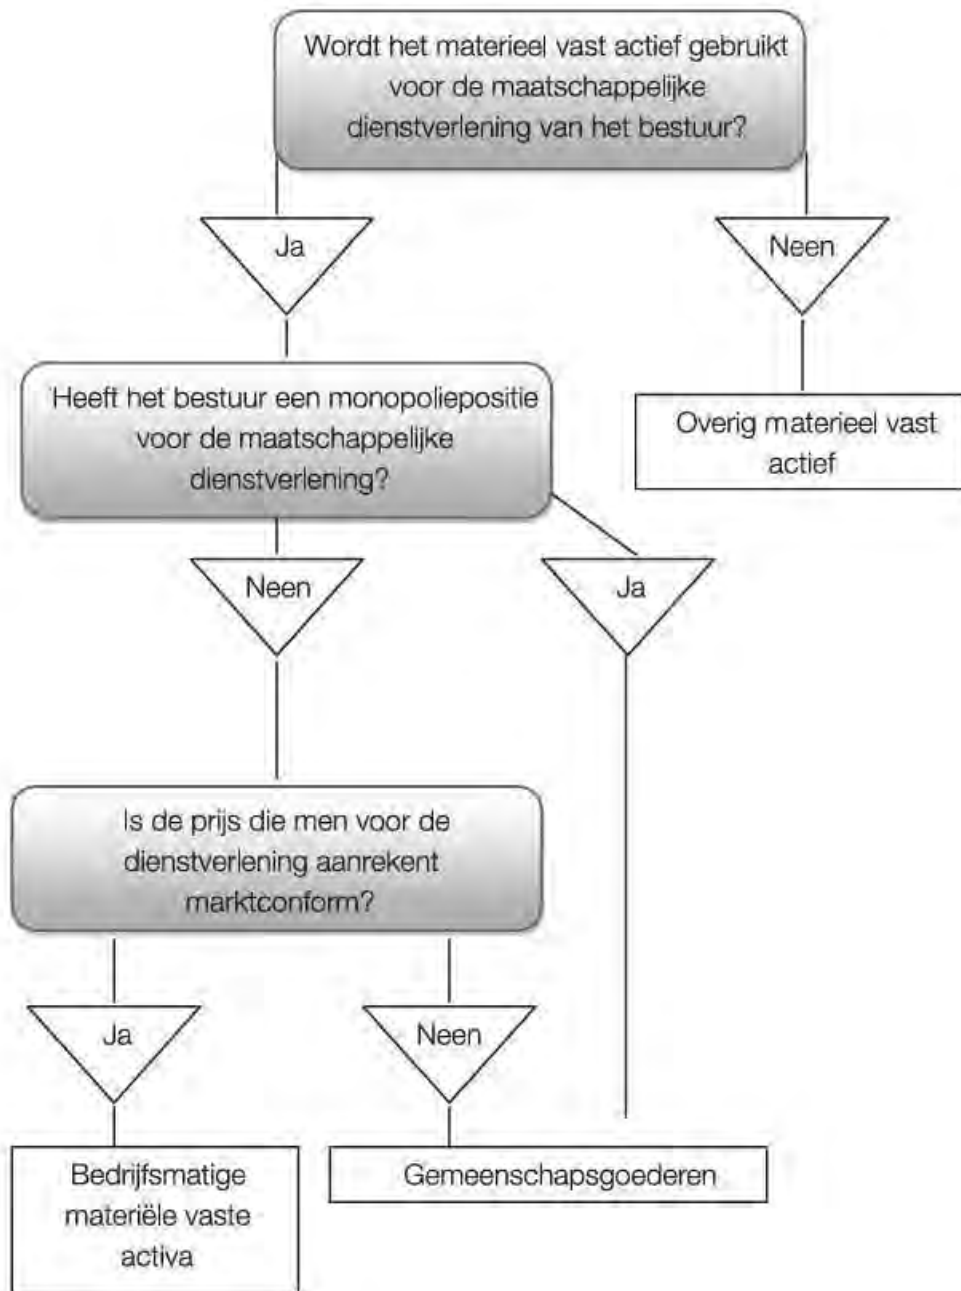 Wordt het materieel vast actief gebruikt
voor de maatschappelijke
dienstverlening van het bestuur?
Ja
Neen
Heeft het bestuur een monopoliepositie
voor de maatschappelijke
dienstverlening?
Overig materieel vast
actief
Neen
Ja
Is de prijs die men voor de
dienstverlening aanrekent
marktconform?
Ja
Neen
Bedrijfsmatige
materiële vaste
activa
Gemeenschapsgoederen